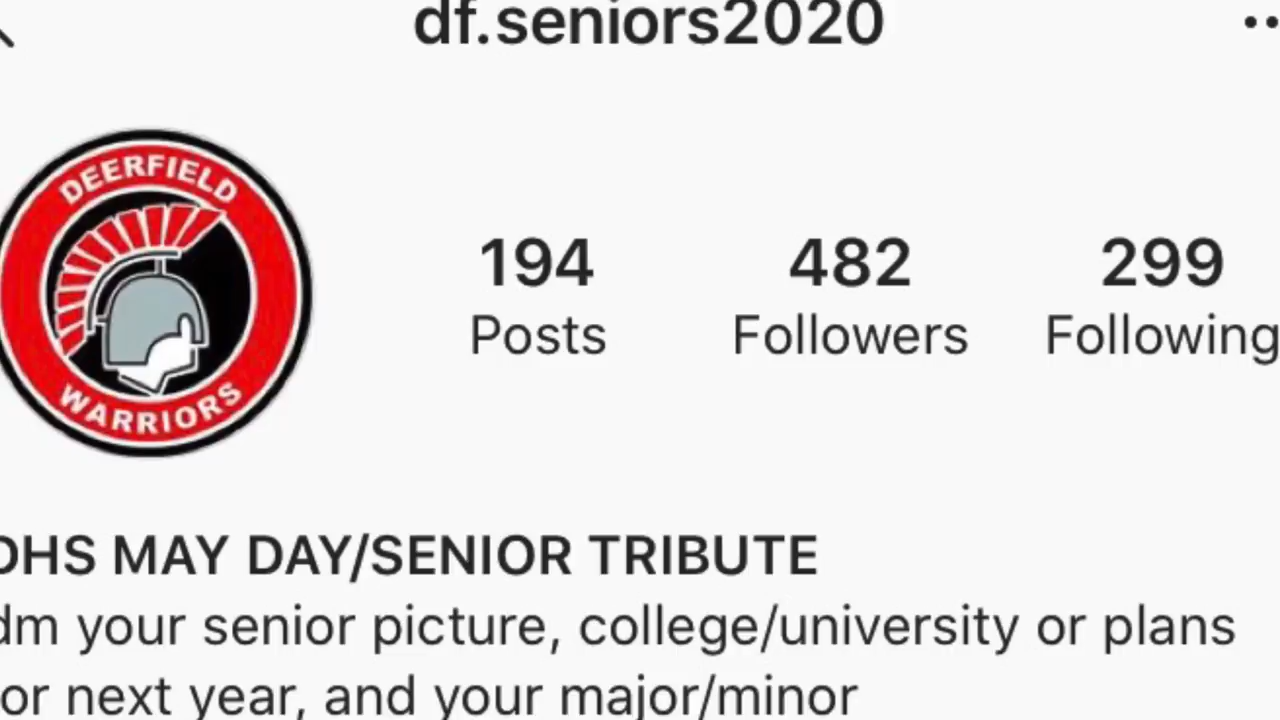 df.seniors2020
DEERFIELD
WARRIORS
194 482 299
Posts Followers Following
DHS MAY DAY/SENIOR TRIBUTE
dm your senior picture, college/university or plans
or next year, and your major/minor